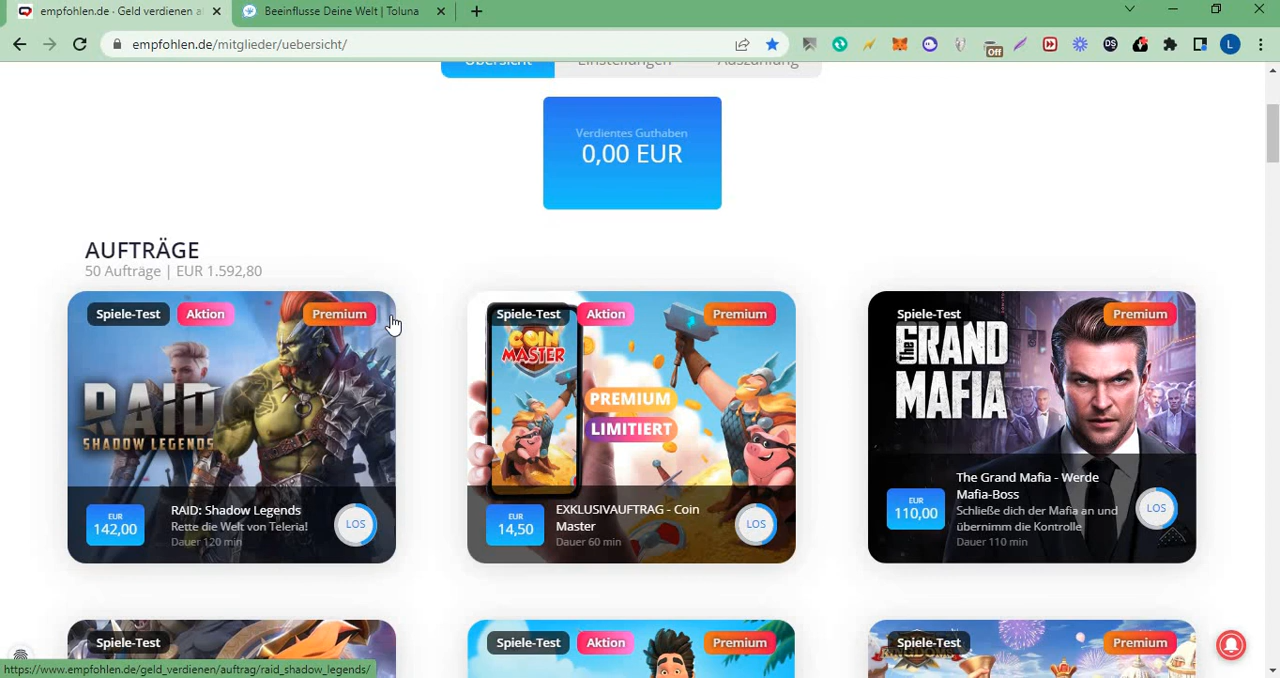 empfohlen.de · Geld verdienen a
Beeinflusse Deine Welt | Toluna
empfohlen.de/mitglieder/uebersicht/
Off
DS
L
Übersicht
Einstellungen
Auszahlung
Verdientes Guthaben
0,00 EUR
AUFTRÄGE
50 Aufträge | EUR 1.592,80
Spiele-Test
Aktion
Premium
RAID
SHADOW LEGENDS
EUR
142,00
RAID: Shadow Legends
Rette die Welt von Teleria!
Dauer 120 min
LOS
Spiele-Test
Aktion
Premium
COIN
MASTER
PREMIUM
LIMITIERT
EUR
14,50
EXKLUSIVAUFTRAG - Coin
Master
Dauer 60 min
LOS
Spiele-Test
Premium
THE GRAND
MAFIA
EUR
110,00
The Grand Mafia - Werde
Mafia-Boss
Schließe dich der Mafia an und
übernimm die Kontrolle
Dauer 110 min
LOS
Spiele-Test
Spiele-Test
Aktion
Premium
Spiele-Test
Premium
https://www.empfohlen.de/geld_verdienen/auftrag/raid_shadow_legends/